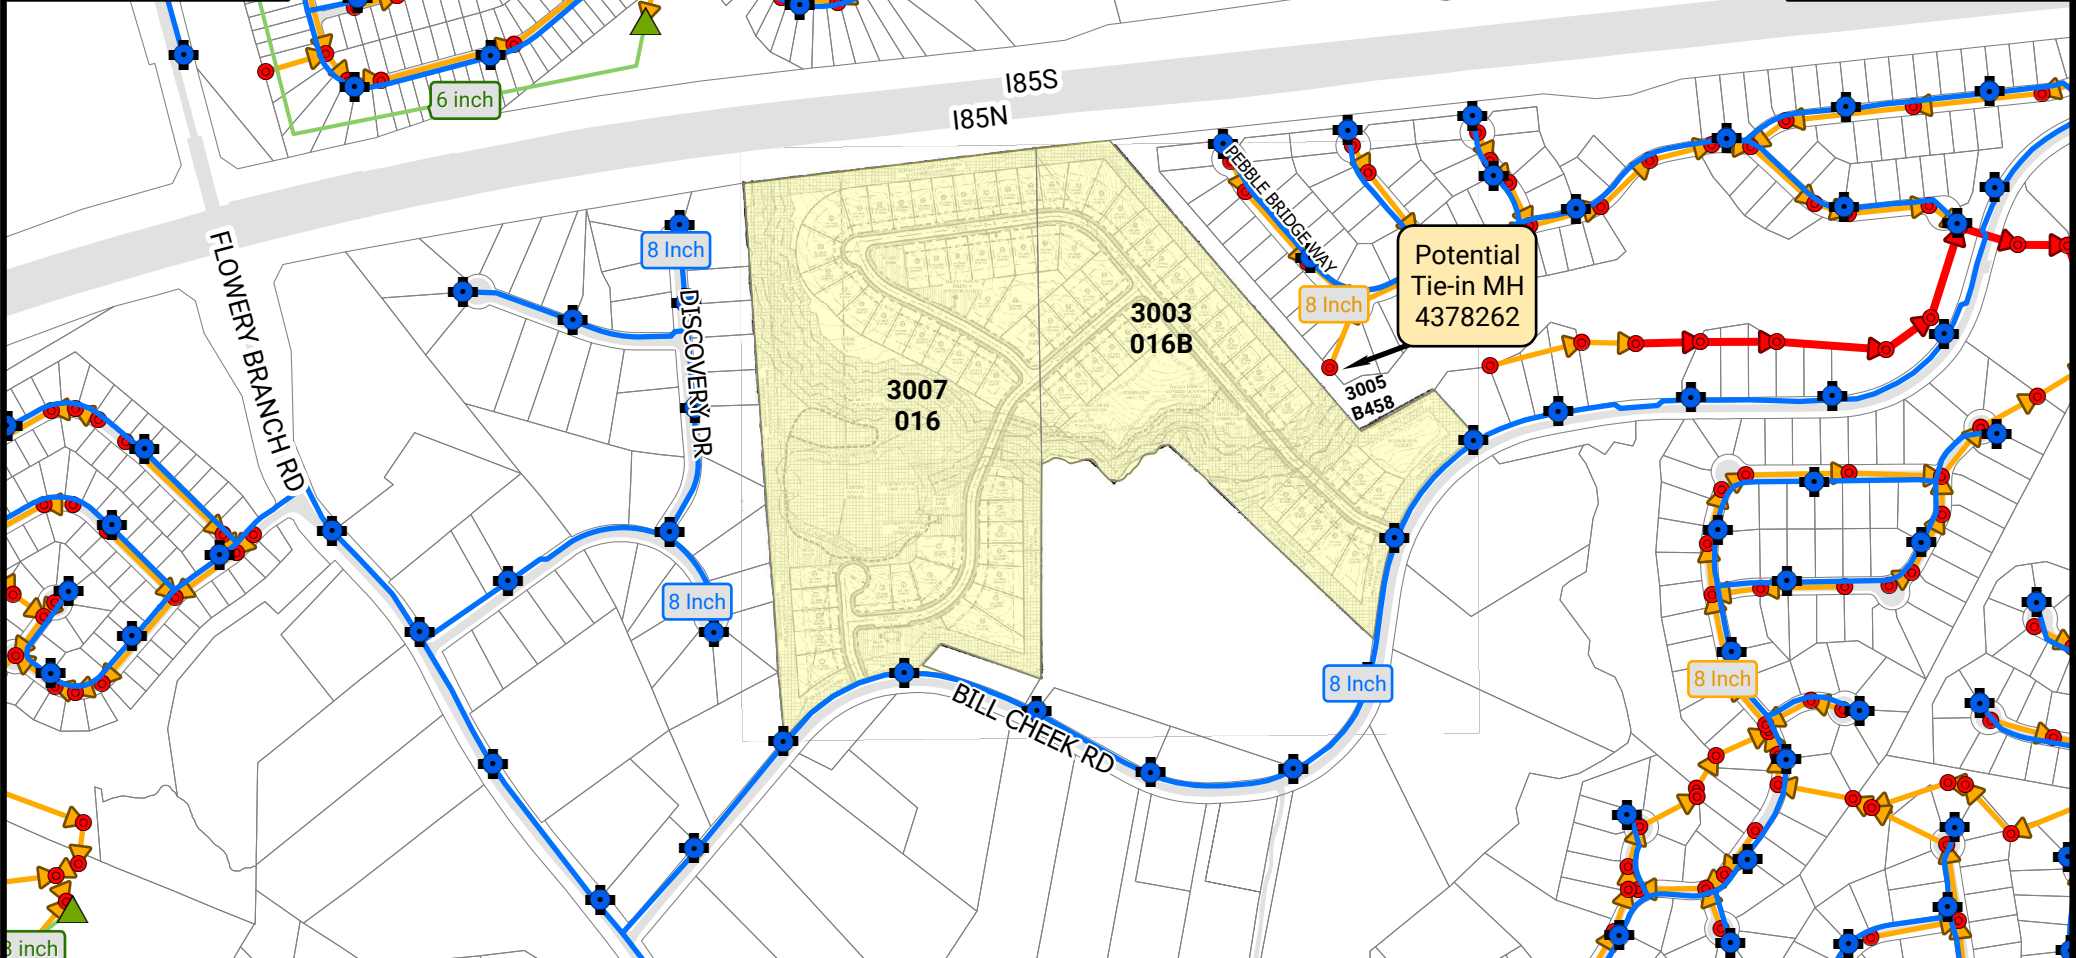 6 inch
I85S
I85N
PEBBLE BRIDGE WAY
FLOWERY BRANCH RD
8 Inch
DISCOVERY DR
8 Inch
Potential
Tie-in MH
4378262
3003
016B
3007
016
3005
B458
8 Inch
8 Inch
8 Inch
BILL CHEEK RD
inch